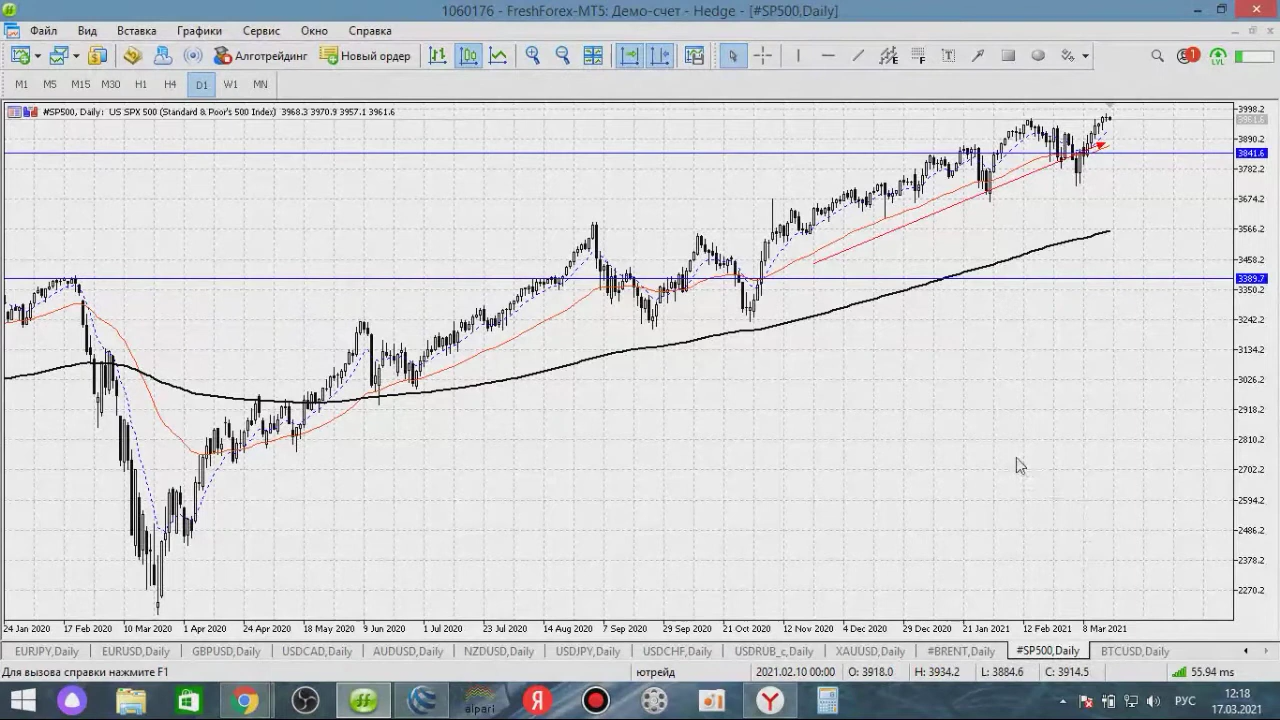 1060176 - FreshForex-MT5: Демо-счет - Hedge - [#SP500,Daily]
Файл Вид Вставка Графики Сервис Окно Справка
Алготрейдинг Новый ордер 1 LVL
M1 M5 M15 M30 H1 H4 D1 W1 MN
#SP500, Daily: US SPX 500 (Standard & Poor's 500 Index) 3968.3 3970.9 3957.1 3961.6
3998.2
3961.6
3890.2
3841.6
3782.2
3674.2
3566.2
3458.2
3389.7
3350.2
3242.2
3134.2
3026.2
2918.2
2810.2
2702.2
2594.2
2486.2
2378.2
2270.2
24 Jan 2020 17 Feb 2020 10 Mar 2020 1 Apr 2020 24 Apr 2020 18 May 2020 9 Jun 2020 1 Jul 2020 23 Jul 2020 14 Aug 2020 7 Sep 2020 29 Sep 2020 21 Oct 2020 12 Nov 2020 4 Dec 2020 29 Dec 2020 21 Jan 2021 12 Feb 2021 8 Mar 2021
EURJPY,Daily EURUSD,Daily GBPUSD,Daily USDCAD,Daily AUDUSD,Daily NZDUSD,Daily USDJPY,Daily USDCHF,Daily USDRUB_c,Daily XAUUSD,Daily #BRENT,Daily #SP500,Daily BTCUSD,Daily
Для вызова справки нажмите F1 ютрейд 2021.02.10 00:00 O: 3918.0 H: 3934.2 L: 3884.6 C: 3914.5 55.94 ms
alpari Я Y РУС 12:18
17.03.2021